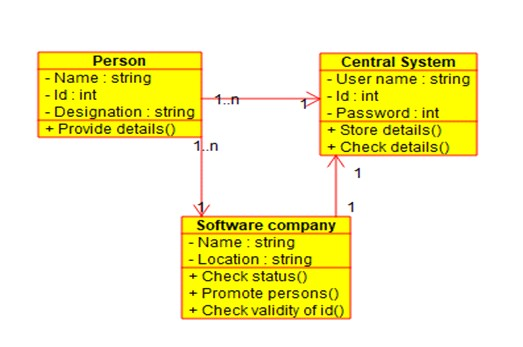 Person
- Name : string
- Id : int
- Designation : string
+ Provide details()
1..n
1
Central System
- User name : string
- Id : int
- Password : int
+ Store details()
+ Check details()
1..n
1
1
1
Software company
- Name : string
- Location : string
+ Check status()
+ Promote persons()
+ Check validity of id()